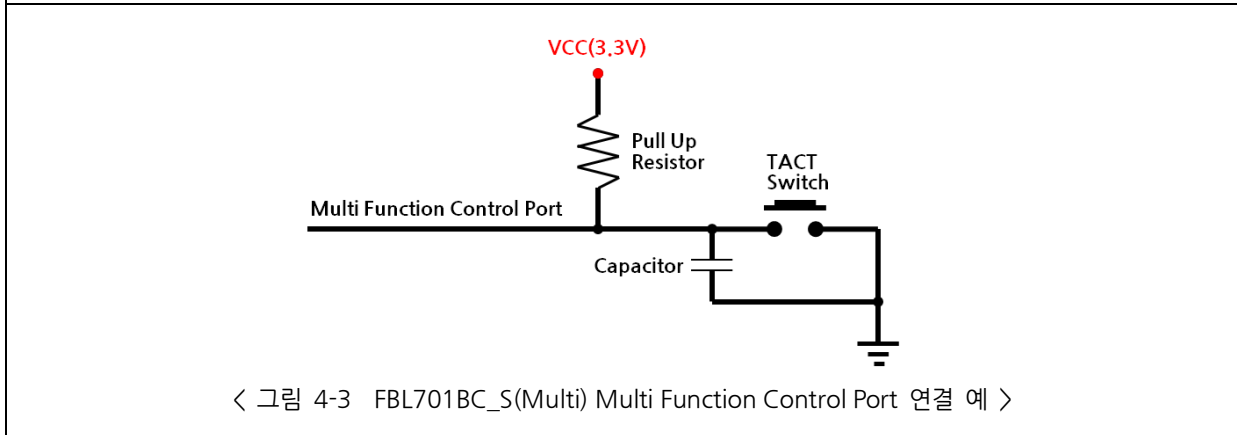 VCC(3.3V)
Pull Up
Resistor
TACT
Switch
Multi Function Control Port
Capacitor
< 그림 4-3 FBL701BC_S(Multi) Multi Function Control Port 연결 예 >